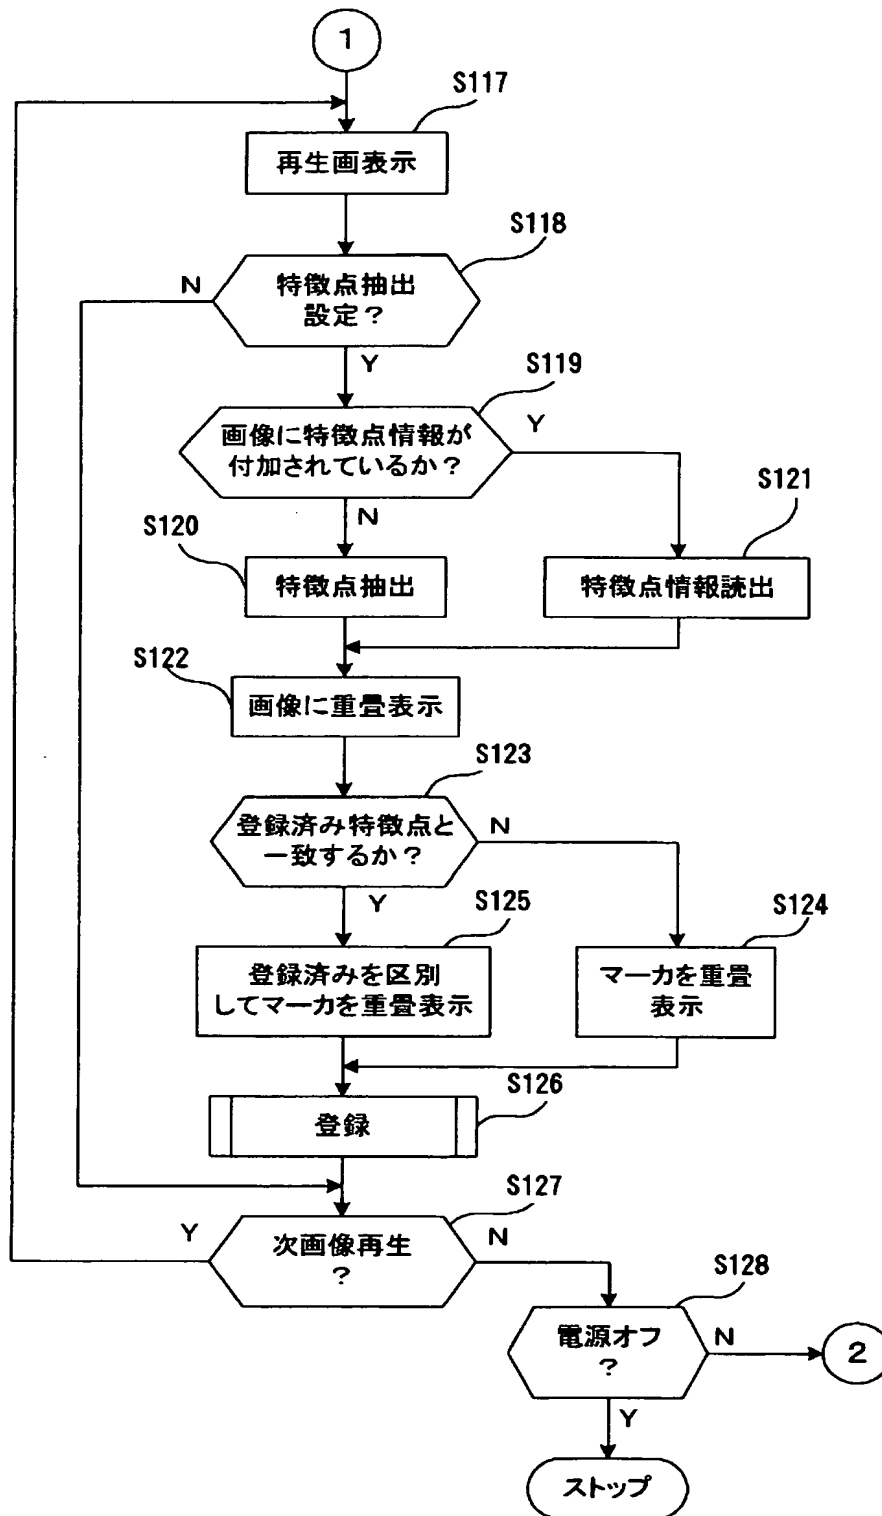 1
S117
再生画表示
S118
特徴点抽出
設定?
N
Y
S119
画像に特徴点情報が
付加されているか?
Y
N
S120
特徴点抽出
S121
特徴点情報読出
S122
画像に重畳表示
S123
登録済み特徴点と
一致するか?
N
Y
S125
登録済みを区別
してマーカを重畳表示
S124
マーカを重畳
表示
S126
登録
S127
次画像再生
?
Y
N
S128
電源オフ
?
N
2
Y
ストップ